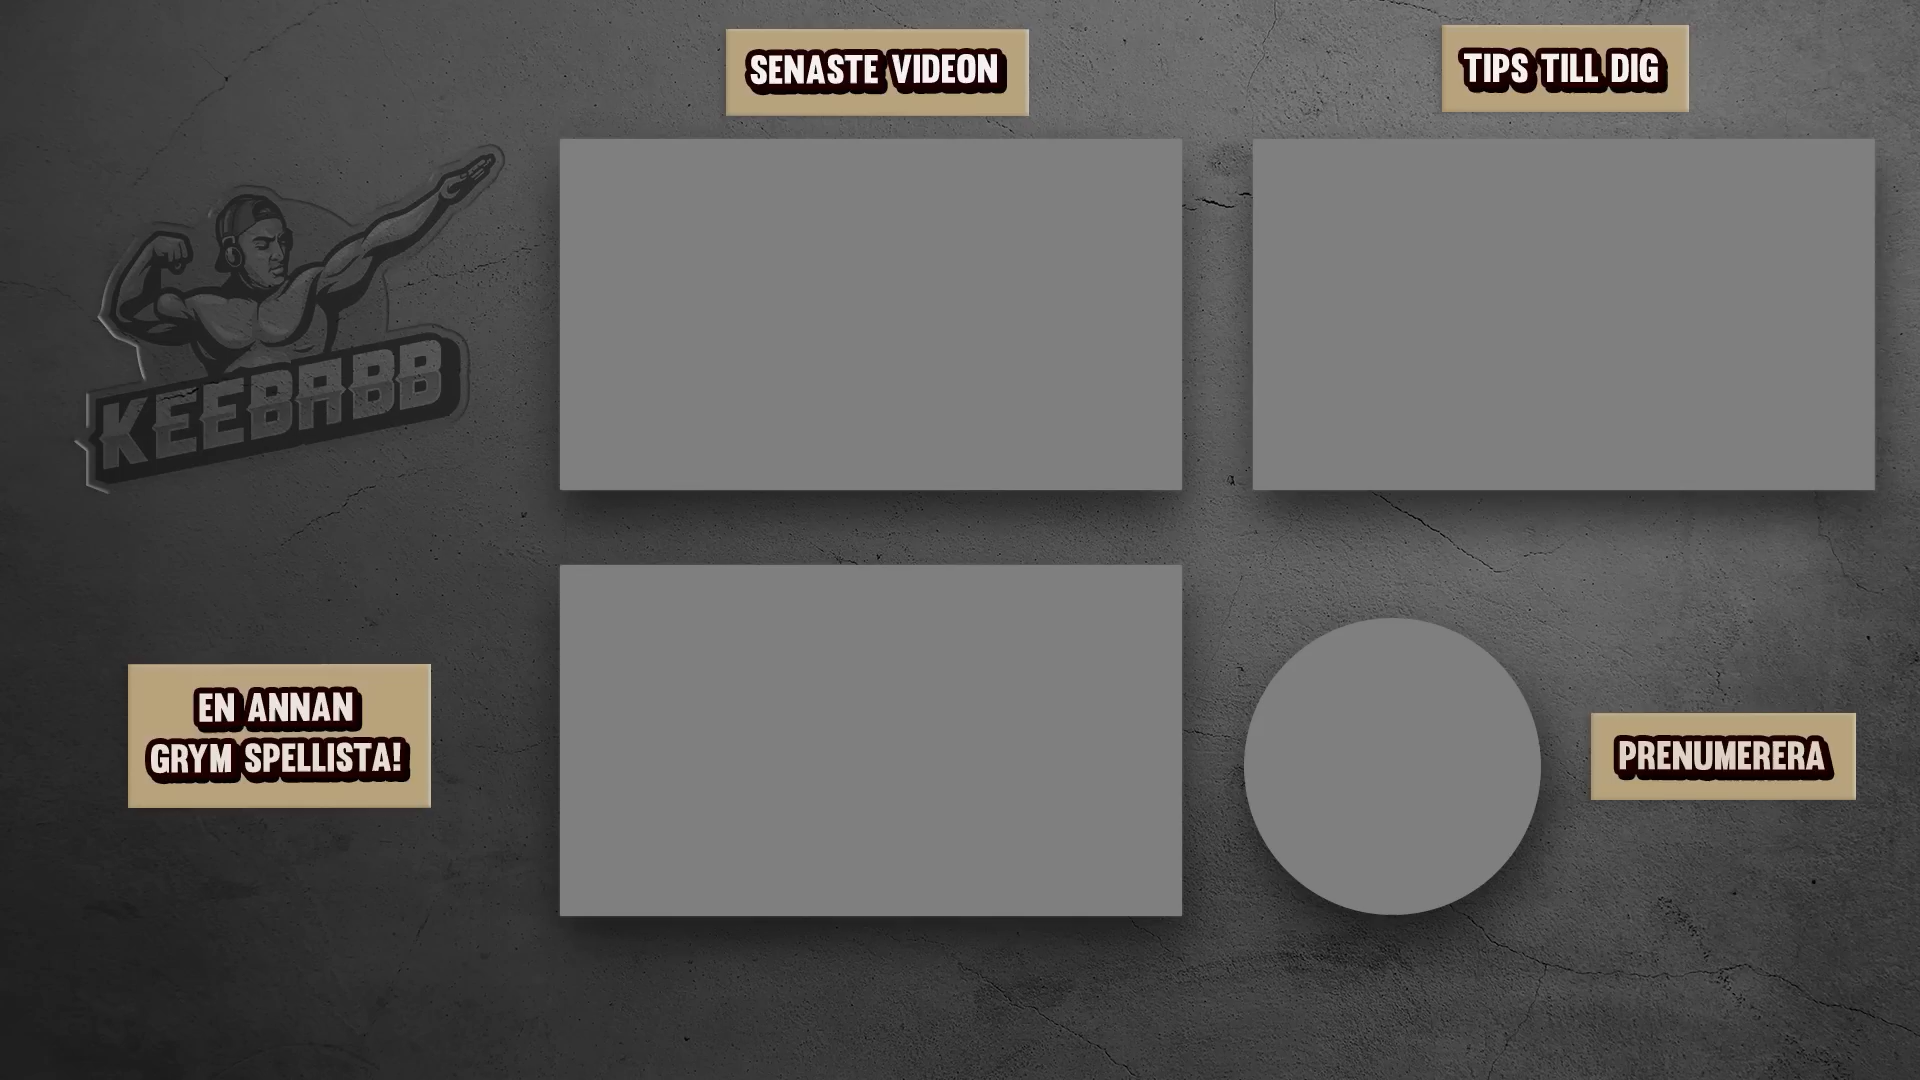 SENASTE VIDEON
TIPS TILL DIG
KEEBABB
EN ANNAN
GRYM SPELLISTA!
PRENUMERERA